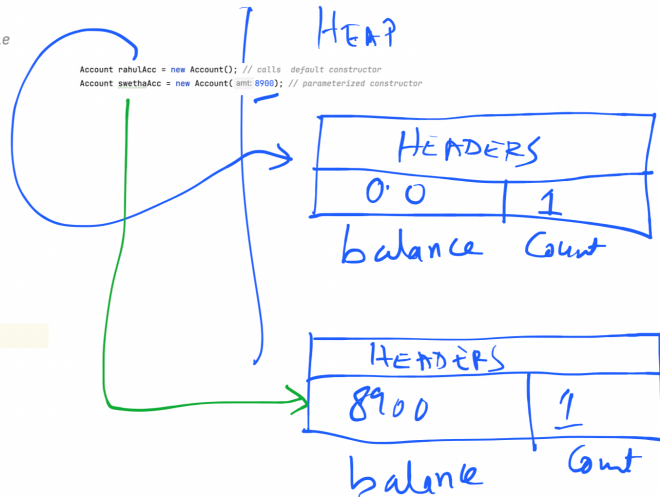 le
HEAP
Account rahulAcc = new Account(); // calls default constructor
Account swethaAcc = new Account( amt: 8900); // parameterized constructor
HEADERS
0.0 1
balance Count
HEADERS
8900 1
balance Count